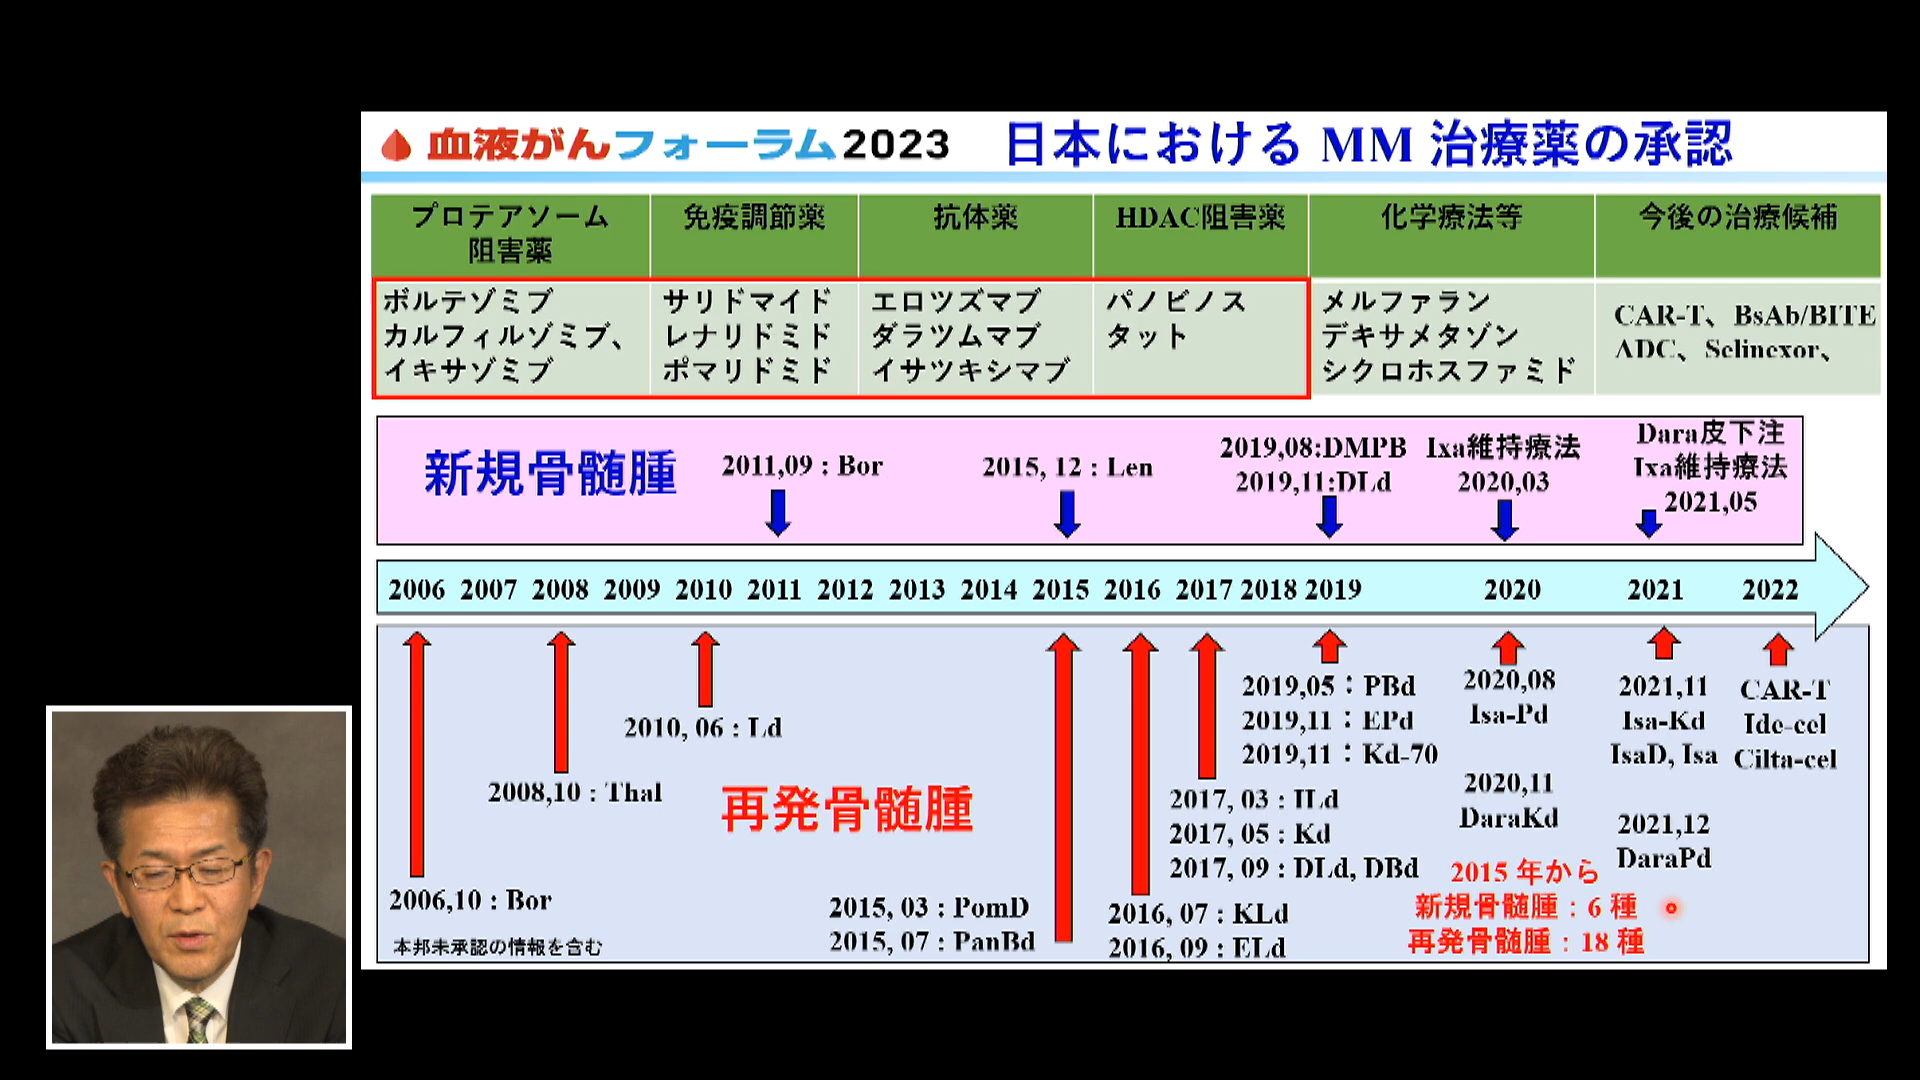 血液がんフォーラム2023
日本における MM 治療薬の承認
プロテアソーム
阻害薬
免疫調節薬
抗体薬
HDAC阻害薬
化学療法等
今後の治療候補
ボルテゾミブ
カルフィルゾミブ、
イキサゾミブ
サリドマイド
レナリドミド
ポマリドミド
エロツズマブ
ダラツムマブ
イサツキシマブ
パノビノス
タット
メルファラン
デキサメタゾン
シクロホスファミド
CAR-T、BsAb/BITE
ADC、Selinexor、
新規骨髄腫
2011,09 : Bor
2015, 12 : Len
2019,08:DMPB
2019,11:DLd
Ixa維持療法
2020,03
Dara皮下注
Ixa維持療法
2021,05
2006 2007 2008 2009 2010 2011 2012 2013 2014 2015 2016 2017 2018 2019 2020 2021 2022
2006,10 : Bor
2008,10 : Thal
2010, 06 : Ld
再発骨髄腫
2015, 03 : PomD
2015, 07 : PanBd
2016, 07 : KLd
2016, 09 : ELd
2017, 03 : ILd
2017, 05 : Kd
2017, 09 : DLd, DBd
2019,05：PBd
2019,11：EPd
2019,11：Kd-70
2020,08
Isa-Pd
2020,11
DaraKd
2021,11
Isa-Kd
IsaD, Isa
2021,12
DaraPd
CAR-T
Ide-cel
Cilta-cel
2015 年から
新規骨髄腫：6 種
再発骨髄腫：18 種
本邦未承認の情報を含む